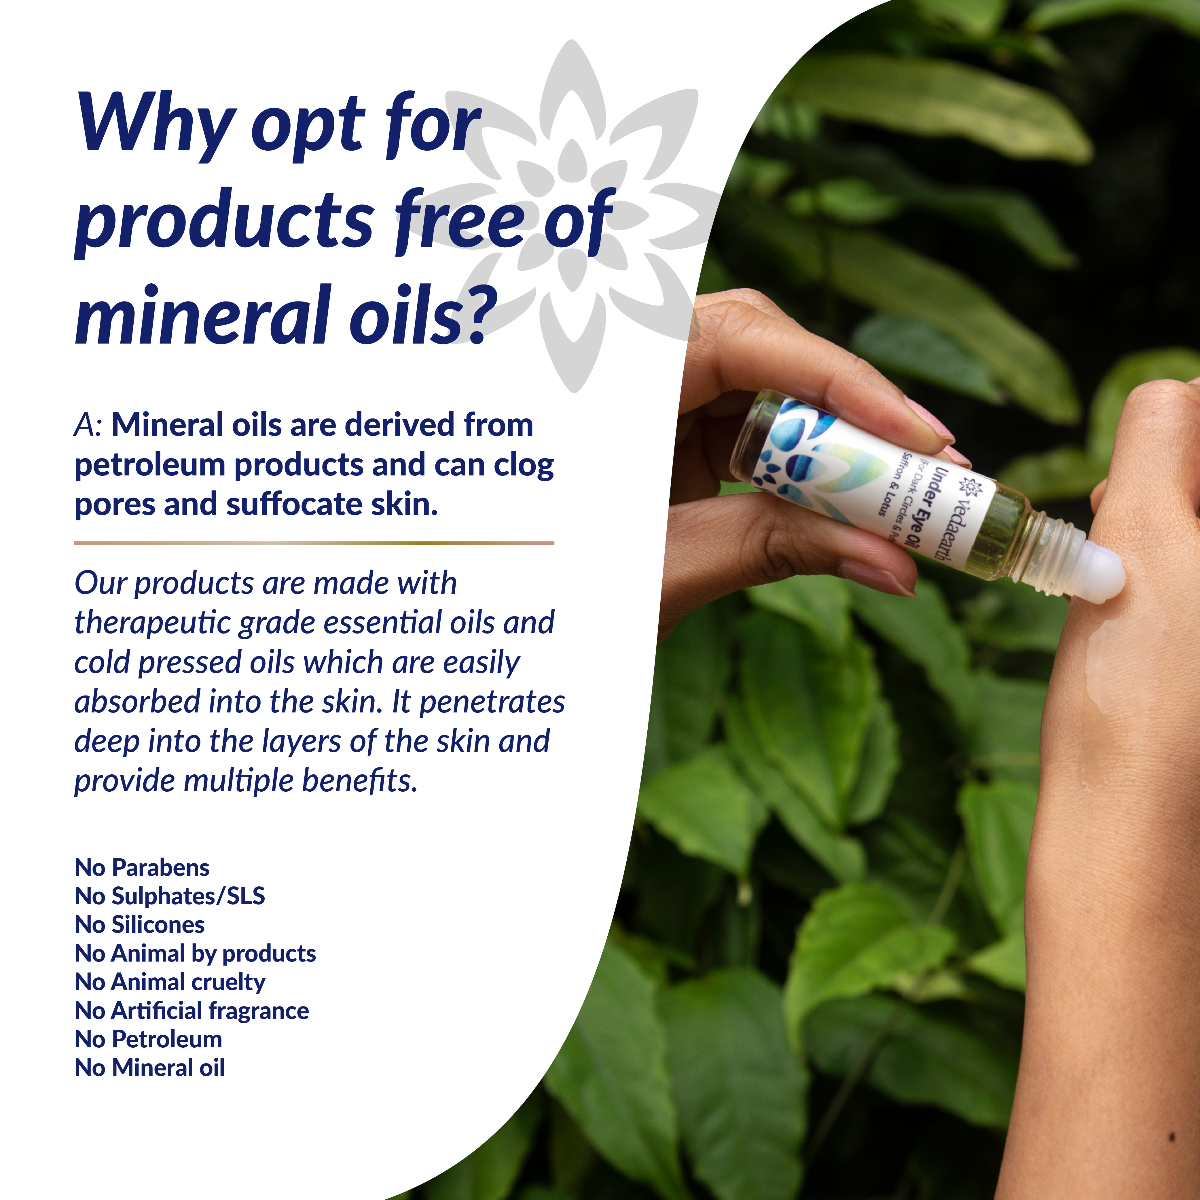 Why opt for
products free of
mineral oils?
A: Mineral oils are derived from
petroleum products and can clog
pores and suffocate skin.
Our products are made with
therapeutic grade essential oils and
cold pressed oils which are easily
absorbed into the skin. It penetrates
deep into the layers of the skin and
provide multiple benefits.
No Parabens
No Sulphates/SLS
No Silicones
No Animal by products
No Animal cruelty
No Artificial fragrance
No Petroleum
No Mineral oil
vedaearth
Under Eye Oil
(For Dark Circles &
Saffron & Lotus